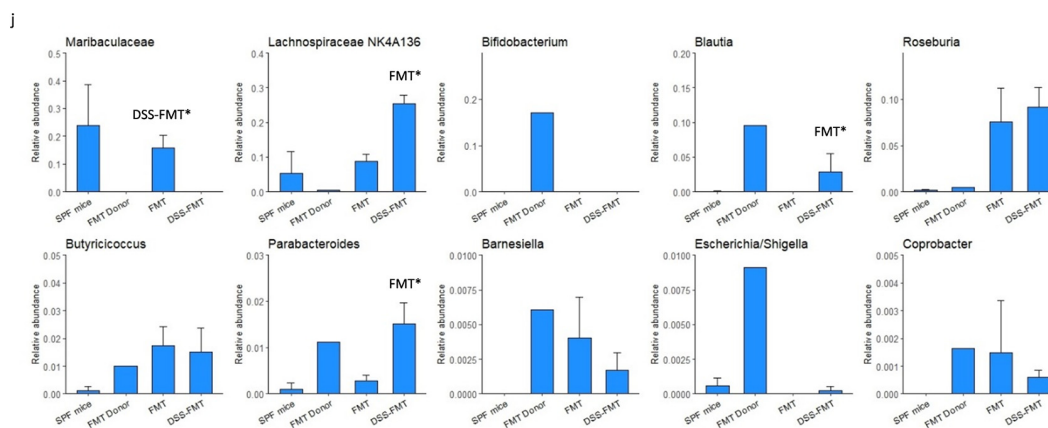 j
Maribaculaceae
Relative abundance
0.5
0.4
0.3
0.2
0.1
0.0
DSS-FMT*
SPF mice
FMT Donor
FMT
DSS-FMT
Lachnospiraceae NK4A136
Relative abundance
0.4
0.3
0.2
0.1
0.0
FMT*
SPF mice
FMT Donor
FMT
DSS-FMT
Bifidobacterium
Relative abundance
0.2
0.1
0.0
SPF mice
FMT Donor
FMT
DSS-FMT
Blautia
Relative abundance
0.20
0.15
0.10
0.05
0.00
FMT*
SPF mice
FMT Donor
FMT
DSS-FMT
Roseburia
Relative abundance
0.10
0.05
0.00
SPF mice
FMT Donor
FMT
DSS-FMT
Butyricicoccus
Relative abundance
0.05
0.04
0.03
0.02
0.01
0.00
SPF mice
FMT Donor
FMT
DSS-FMT
Parabacteroides
Relative abundance
0.03
0.02
0.01
0.00
FMT*
SPF mice
FMT Donor
FMT
DSS-FMT
Barnesiella
Relative abundance
0.0100
0.0075
0.0050
0.0025
0.0000
SPF mice
FMT Donor
FMT
DSS-FMT
Escherichia/Shigella
Relative abundance
0.0100
0.0075
0.0050
0.0025
0.0000
SPF mice
FMT Donor
FMT
DSS-FMT
Coprobacter
Relative abundance
0.005
0.004
0.003
0.002
0.001
0.000
SPF mice
FMT Donor
FMT
DSS-FMT